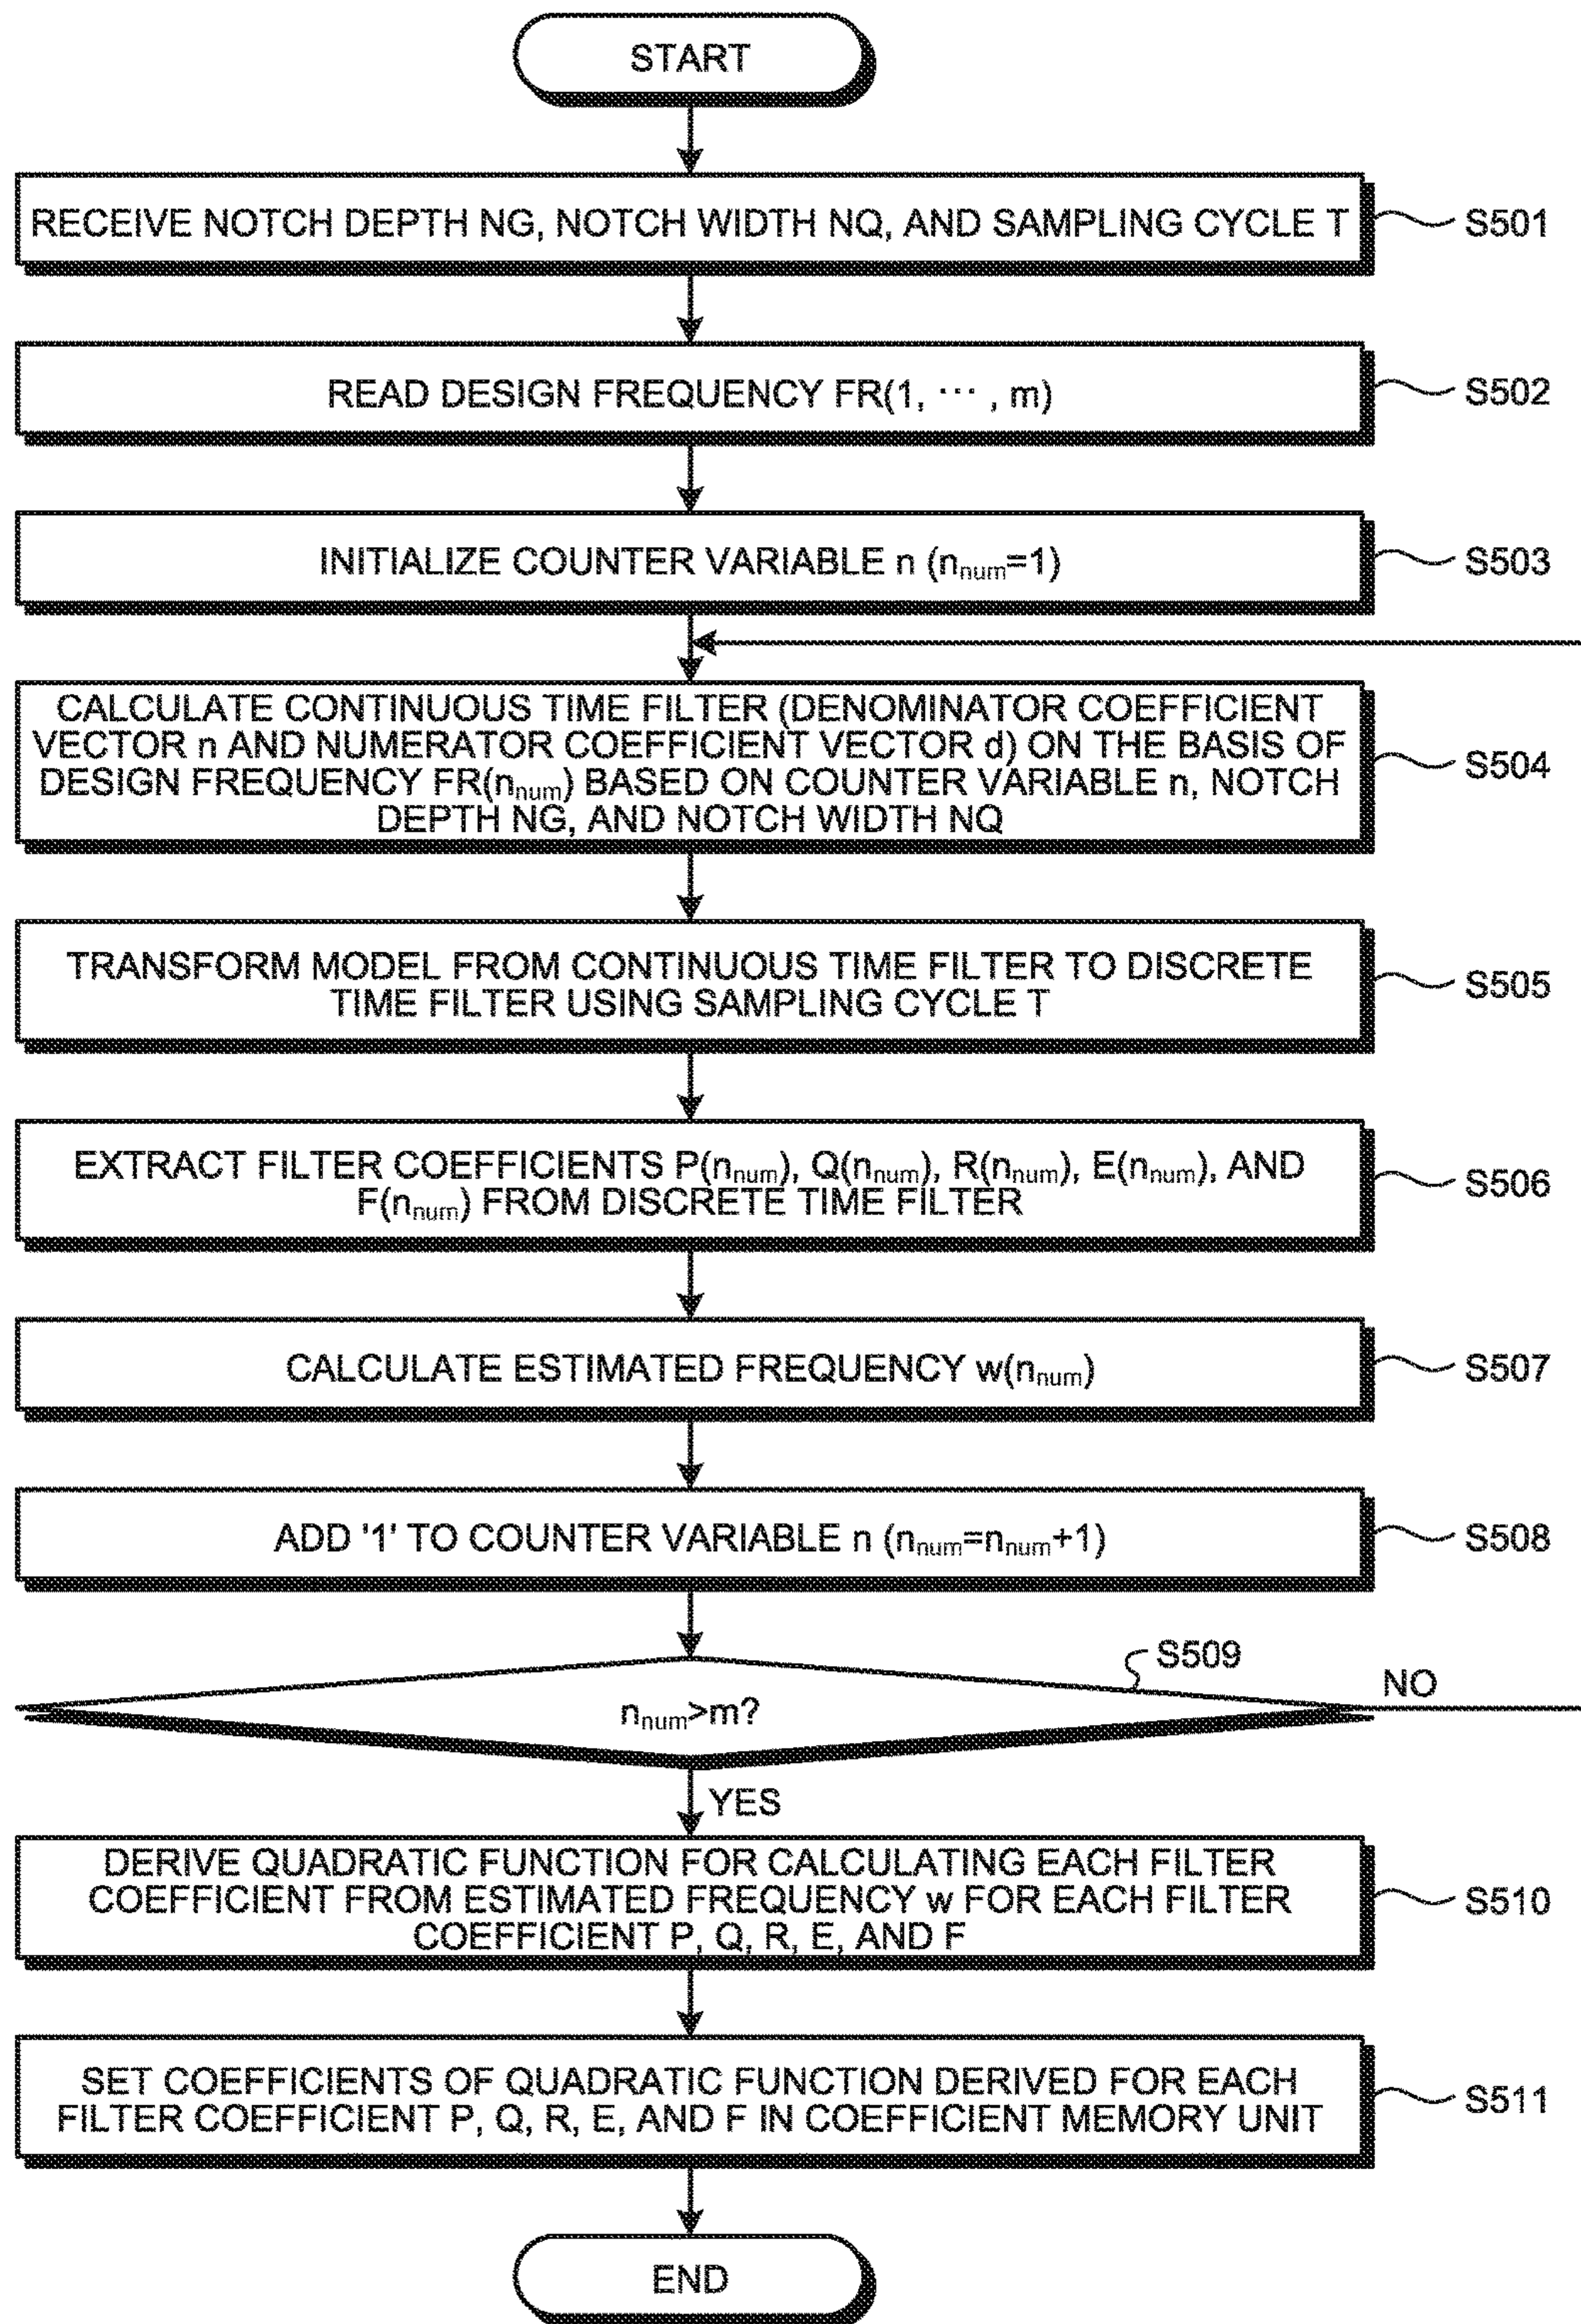 START
RECEIVE NOTCH DEPTH NG, NOTCH WIDTH NQ, AND SAMPLING CYCLE T
S501
READ DESIGN FREQUENCY FR(1, ··· , m)
S502
INITIALIZE COUNTER VARIABLE n (nnum=1)
S503
CALCULATE CONTINUOUS TIME FILTER (DENOMINATOR COEFFICIENT
VECTOR n AND NUMERATOR COEFFICIENT VECTOR d) ON THE BASIS OF
DESIGN FREQUENCY FR(nnum) BASED ON COUNTER VARIABLE n, NOTCH
DEPTH NG, AND NOTCH WIDTH NQ
S504
TRANSFORM MODEL FROM CONTINUOUS TIME FILTER TO DISCRETE
TIME FILTER USING SAMPLING CYCLE T
S505
EXTRACT FILTER COEFFICIENTS P(nnum), Q(nnum), R(nnum), E(nnum), AND
F(nnum) FROM DISCRETE TIME FILTER
S506
CALCULATE ESTIMATED FREQUENCY w(nnum)
S507
ADD '1' TO COUNTER VARIABLE n (nnum=nnum+1)
S508
S509
nnum>m?
NO
YES
DERIVE QUADRATIC FUNCTION FOR CALCULATING EACH FILTER
COEFFICIENT FROM ESTIMATED FREQUENCY w FOR EACH FILTER
COEFFICIENT P, Q, R, E, AND F
S510
SET COEFFICIENTS OF QUADRATIC FUNCTION DERIVED FOR EACH
FILTER COEFFICIENT P, Q, R, E, AND F IN COEFFICIENT MEMORY UNIT
S511
END